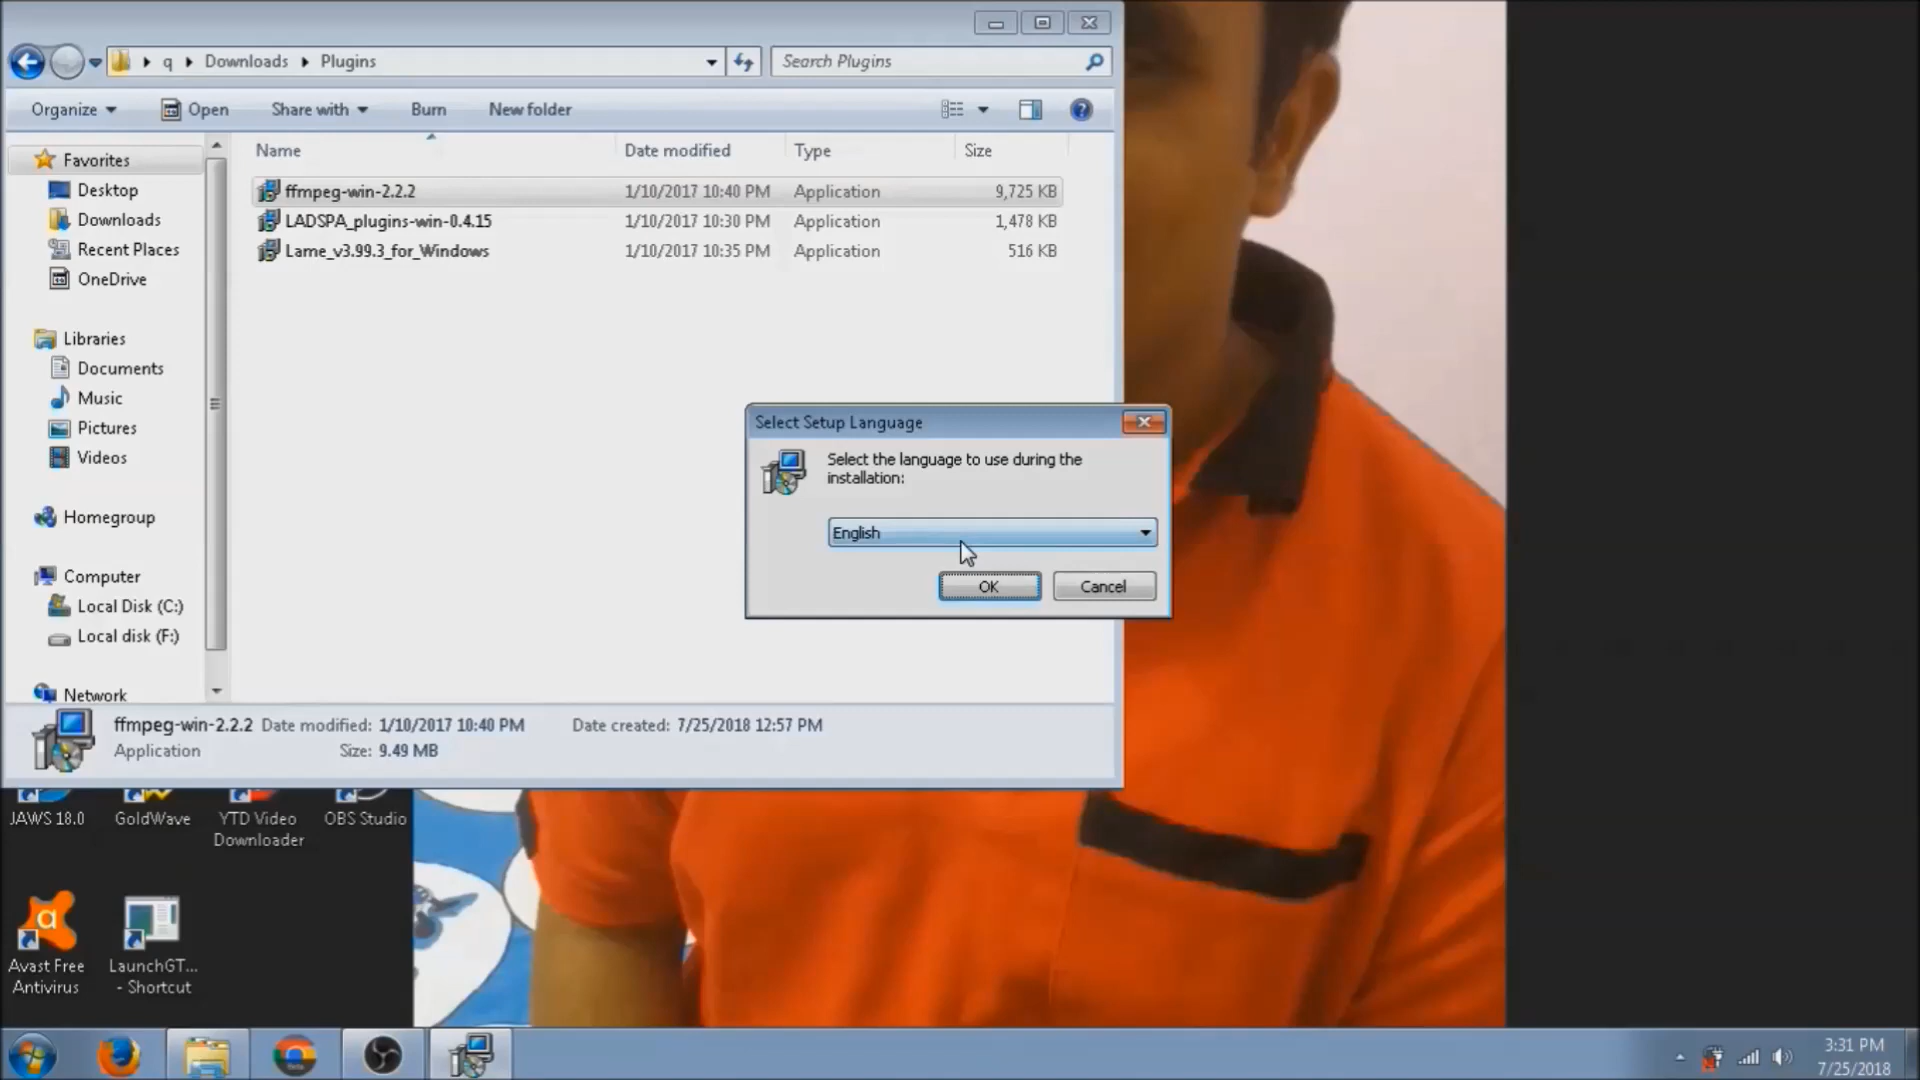 q Downloads Plugins
Search Plugins
Organize Open Share with Burn New folder
Name Date modified Type Size
ffmpeg-win-2.2.2 1/10/2017 10:40 PM Application 9,725 KB
LADSPA_plugins-win-0.4.15 1/10/2017 10:30 PM Application 1,478 KB
Lame_v3.99.3_for_Windows 1/10/2017 10:35 PM Application 516 KB
Favorites
Desktop
Downloads
Recent Places
OneDrive
Libraries
Documents
Music
Pictures
Videos
Homegroup
Computer
Local Disk (C:)
Local disk (F:)
Network
Select Setup Language
Select the language to use during the
installation:
English
OK Cancel
ffmpeg-win-2.2.2 Date modified: 1/10/2017 10:40 PM Date created: 7/25/2018 12:57 PM
Application Size: 9.49 MB
JAWS 18.0
GoldWave
YTD Video
Downloader
OBS Studio
Avast Free
Antivirus
LaunchGT...
- Shortcut
3:31 PM
7/25/2018